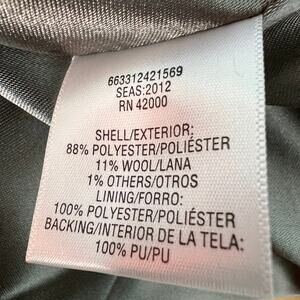 663312421569
SEAS:2012
RN 42000
SHELL/EXTERIOR:
88% POLYESTER/POLIÉSTER
11% WOOL/LANA
1% OTHERS/OTROS
LINING/FORRO:
100% POLYESTER/POLIÉSTER
BACKING/INTERIOR DE LA TELA:
100% PU/PU